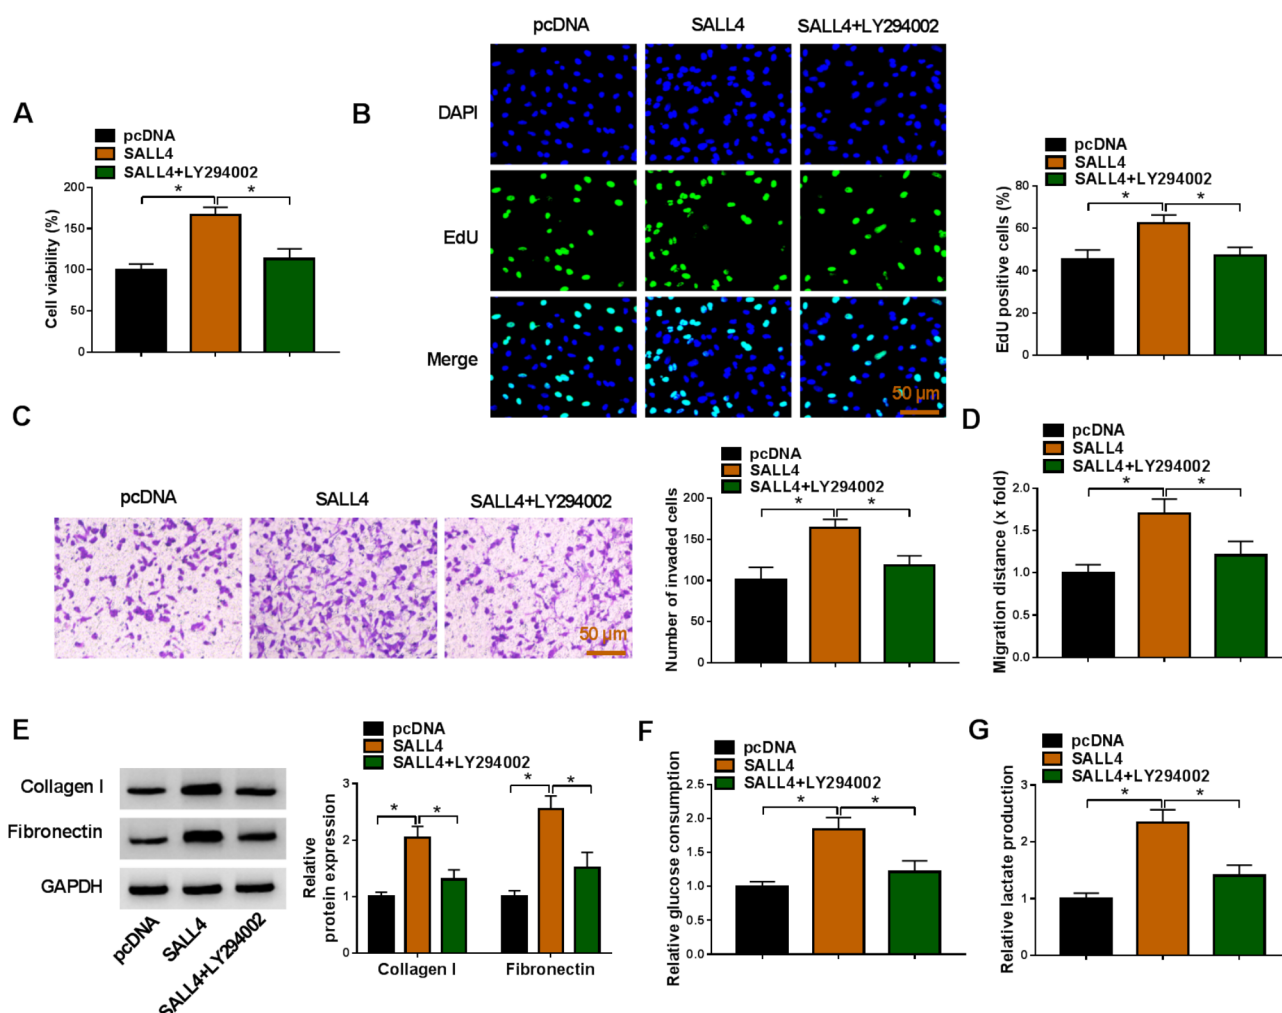 A
pcDNA
SALL4
SALL4+LY294002
Cell viability (%)
200
150
100
50
0
* *
B
pcDNA SALL4 SALL4+LY294002
DAPI
EdU
Merge
50 µm
pcDNA
SALL4
SALL4+LY294002
EdU positive cells (%)
80
60
40
20
0
* *
C
pcDNA SALL4 SALL4+LY294002
50 µm
pcDNA
SALL4
SALL4+LY294002
Number of invaded cells
200
150
100
50
0
* *
D
pcDNA
SALL4
SALL4+LY294002
Migration distance (x fold)
2.0
1.5
1.0
0.5
0.0
* *
E
Collagen I
Fibronectin
GAPDH
pcDNA
SALL4
SALL4+LY294002
pcDNA
SALL4
SALL4+LY294002
Relative
protein expression
3
2
1
0
* *
* *
Collagen I Fibronectin
F
pcDNA
SALL4
SALL4+LY294002
Relative glucose consumption
2.5
2.0
1.5
1.0
0.5
0.0
* *
G
pcDNA
SALL4
SALL4+LY294002
Relative lactate production
3
2
1
0
* *